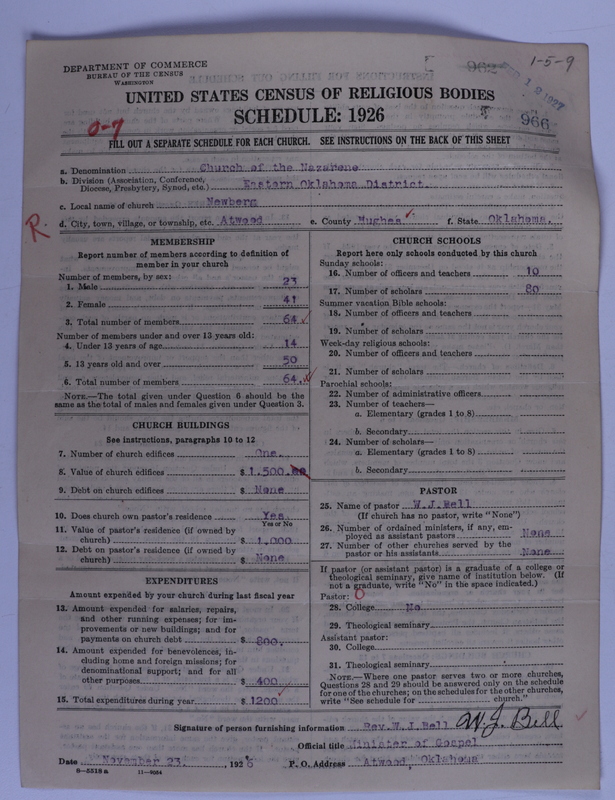 DEPARTMENT OF COMMERCE
BUREAU OF THE CENSUS
WASHINGTON
962
1-5-9
12 1927
966
UNITED STATES CENSUS OF RELIGIOUS BODIES
SCHEDULE: 1926
0-7
FILL OUT A SEPARATE SCHEDULE FOR EACH CHURCH. SEE INSTRUCTIONS ON THE BACK OF THIS SHEET
a. Denomination Church of the Nazarene
b. Division (Association, Conference, Diocese, Presbytery, Synod, etc.) Eastern Oklahoma District.
c. Local name of church Newberg
R.
d. City, town, village, or township, etc. Atwood e. County Hughes f. State Oklahoma.
MEMBERSHIP
Report number of members according to definition of
member in your church
Number of members, by sex:
1. Male 23
2. Female 41
3. Total number of members 64
Number of members under and over 13 years old:
4. Under 13 years of age 14
5. 13 years old and over 50
6. Total number of members 64.
NOTE.—The total given under Question 6 should be
same as the total of males and females given under Question 3.
CHURCH BUILDINGS
See instructions, paragraphs 10 to 12
7. Number of church edifices One.
8. Value of church edifices $ 1,500.00
9. Debt on church edifices $ None
10. Does church own pastor's residence Yes
Yes or No
11. Value of pastor's residence (if owned by
church) $ 1,000
12. Debt on pastor's residence (if owned by
church) $ None
EXPENDITURES
Amount expended by your church during last fiscal year
13. Amount expended for salaries, repairs,
and other running expenses; for im-
provements or new buildings; and for
payments on church debt $ 800.
14. Amount expended for benevolences, in-
cluding home and foreign missions; for
denominational support; and for all
other purposes $ 400
15. Total expenditures during year $ 1200
CHURCH SCHOOLS
Report here only schools conducted by this church
Sunday schools:
16. Number of officers and teachers 10
17. Number of scholars 80
Summer vacation Bible schools:
18. Number of officers and teachers
19. Number of scholars
Week-day religious schools:
20. Number of officers and teachers
21. Number of scholars
Parochial schools:
22. Number of administrative officers
23. Number of teachers—
a. Elementary (grades 1 to 8)
b. Secondary
24. Number of scholars—
a. Elementary (grades 1 to 8)
b. Secondary
PASTOR
25. Name of pastor W.J.Bell
(If church has no pastor, write "None")
26. Number of ordained ministers, if any, em-
ployed as assistant pastors None
27. Number of other churches served by the
pastor or his assistants None
If pastor (or assistant pastor) is a graduate of a college or
theological seminary, give name of institution below. (If
not a graduate, write "No" in the space indicated.)
Pastor: 0
28. College No
29. Theological seminary
Assistant pastor:
30. College
31. Theological seminary
NOTE.—Where one pastor serves two or more churches,
Questions 28 and 29 should be answered only on the schedule
for one of the churches; on the schedules for the other churches,
write "See schedule for church."
Signature of person furnishing information Rev.W.J.Bell W.J. Bell
Official title Minister of Gospel
Date November 23. 1926 P. O. Address Atwood Oklahoma
8-5518a 11-9064